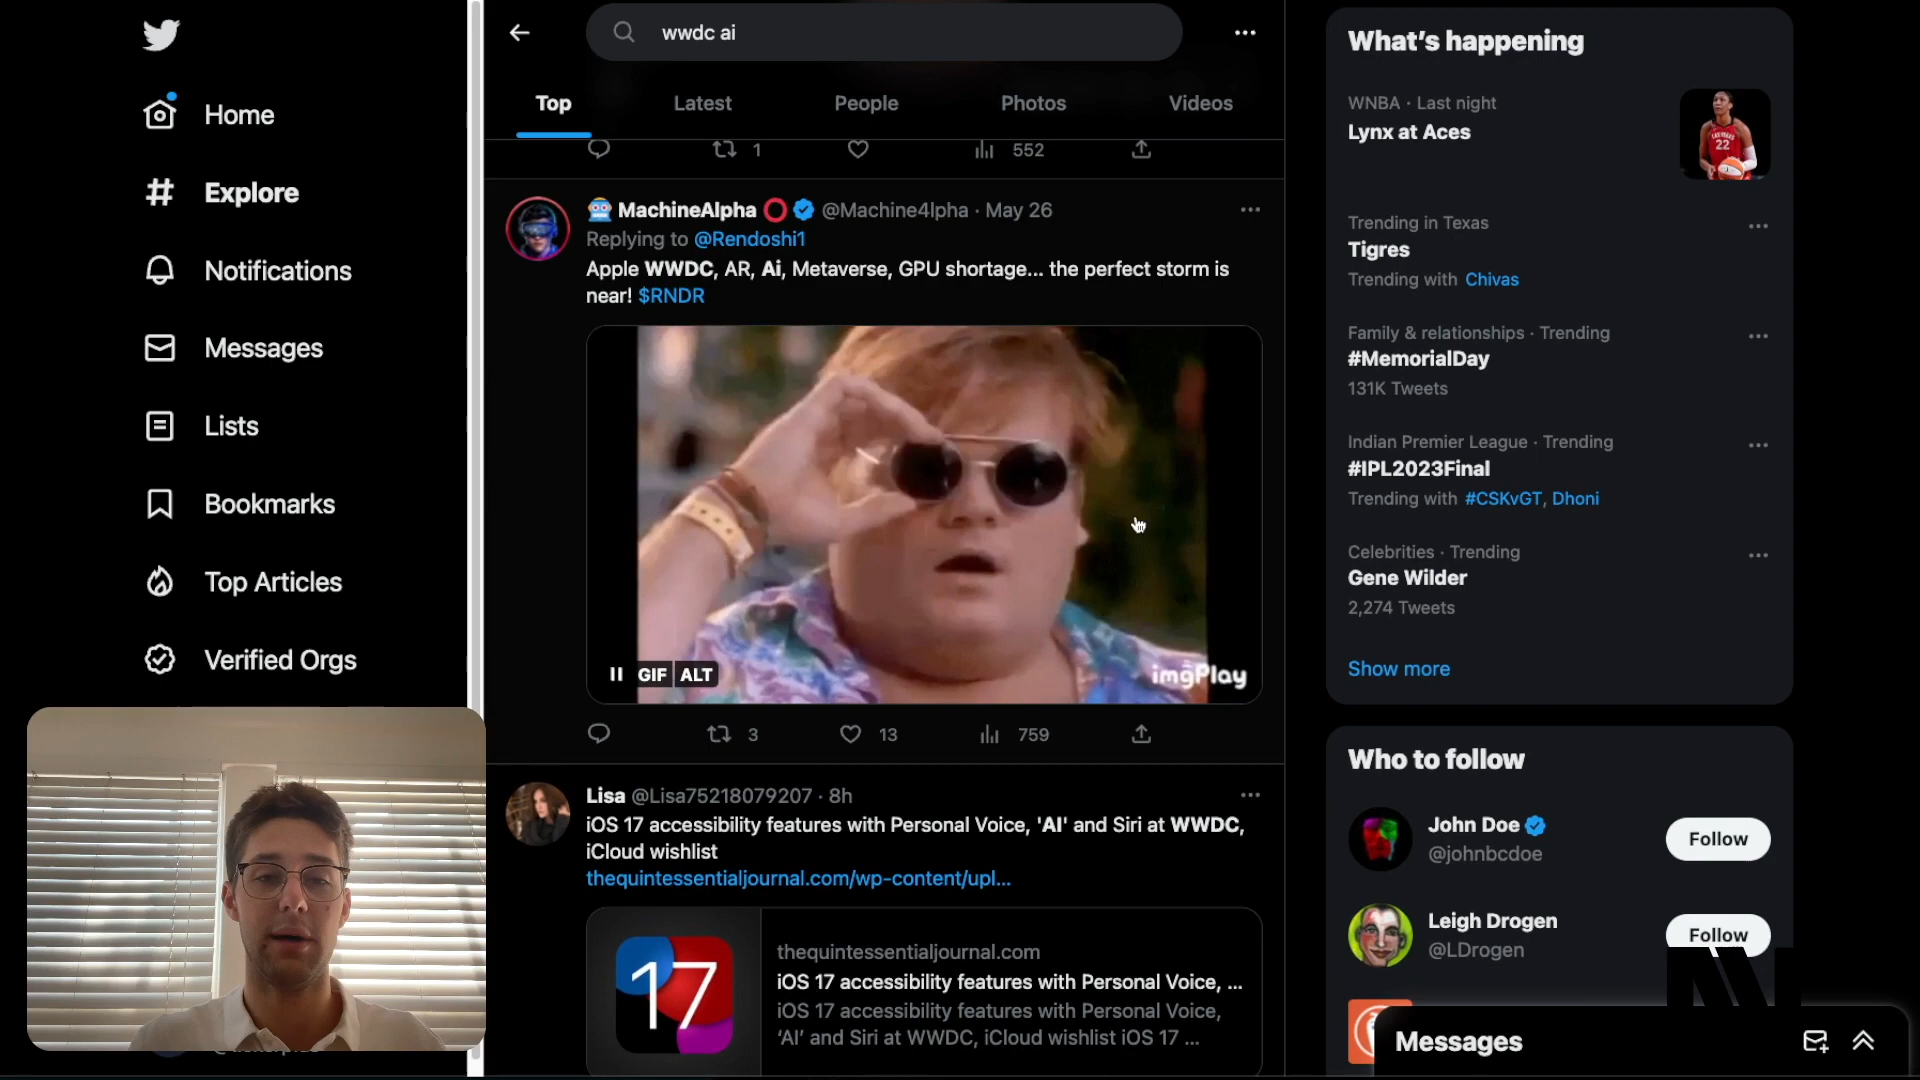 Home
Explore
Notifications
Messages
Lists
Bookmarks
Top Articles
Verified Orgs
wwdc ai
Top
Latest
People
Photos
Videos
1
552
MachineAlpha @Machine4lpha · May 26
Replying to @Rendoshi1
Apple WWDC, AR, Ai, Metaverse, GPU shortage... the perfect storm is
near! $RNDR
GIF ALT
imgPlay
3
13
759
Lisa @Lisa75218079207 · 8h
iOS 17 accessibility features with Personal Voice, 'AI' and Siri at WWDC,
iCloud wishlist
thequintessentialjournal.com/wp-content/upl...
17
thequintessentialjournal.com
iOS 17 accessibility features with Personal Voice, ...
iOS 17 accessibility features with Personal Voice,
‘AI’ and Siri at WWDC, iCloud wishlist iOS 17 ...
What’s happening
WNBA · Last night
Lynx at Aces
22
Trending in Texas
Tigres
Trending with Chivas
Family & relationships · Trending
#MemorialDay
131K Tweets
Indian Premier League · Trending
#IPL2023Final
Trending with #CSKvGT, Dhoni
Celebrities · Trending
Gene Wilder
2,274 Tweets
Show more
Who to follow
John Doe
@johnbcdoe
Follow
Leigh Drogen
@LDrogen
Follow
Messages